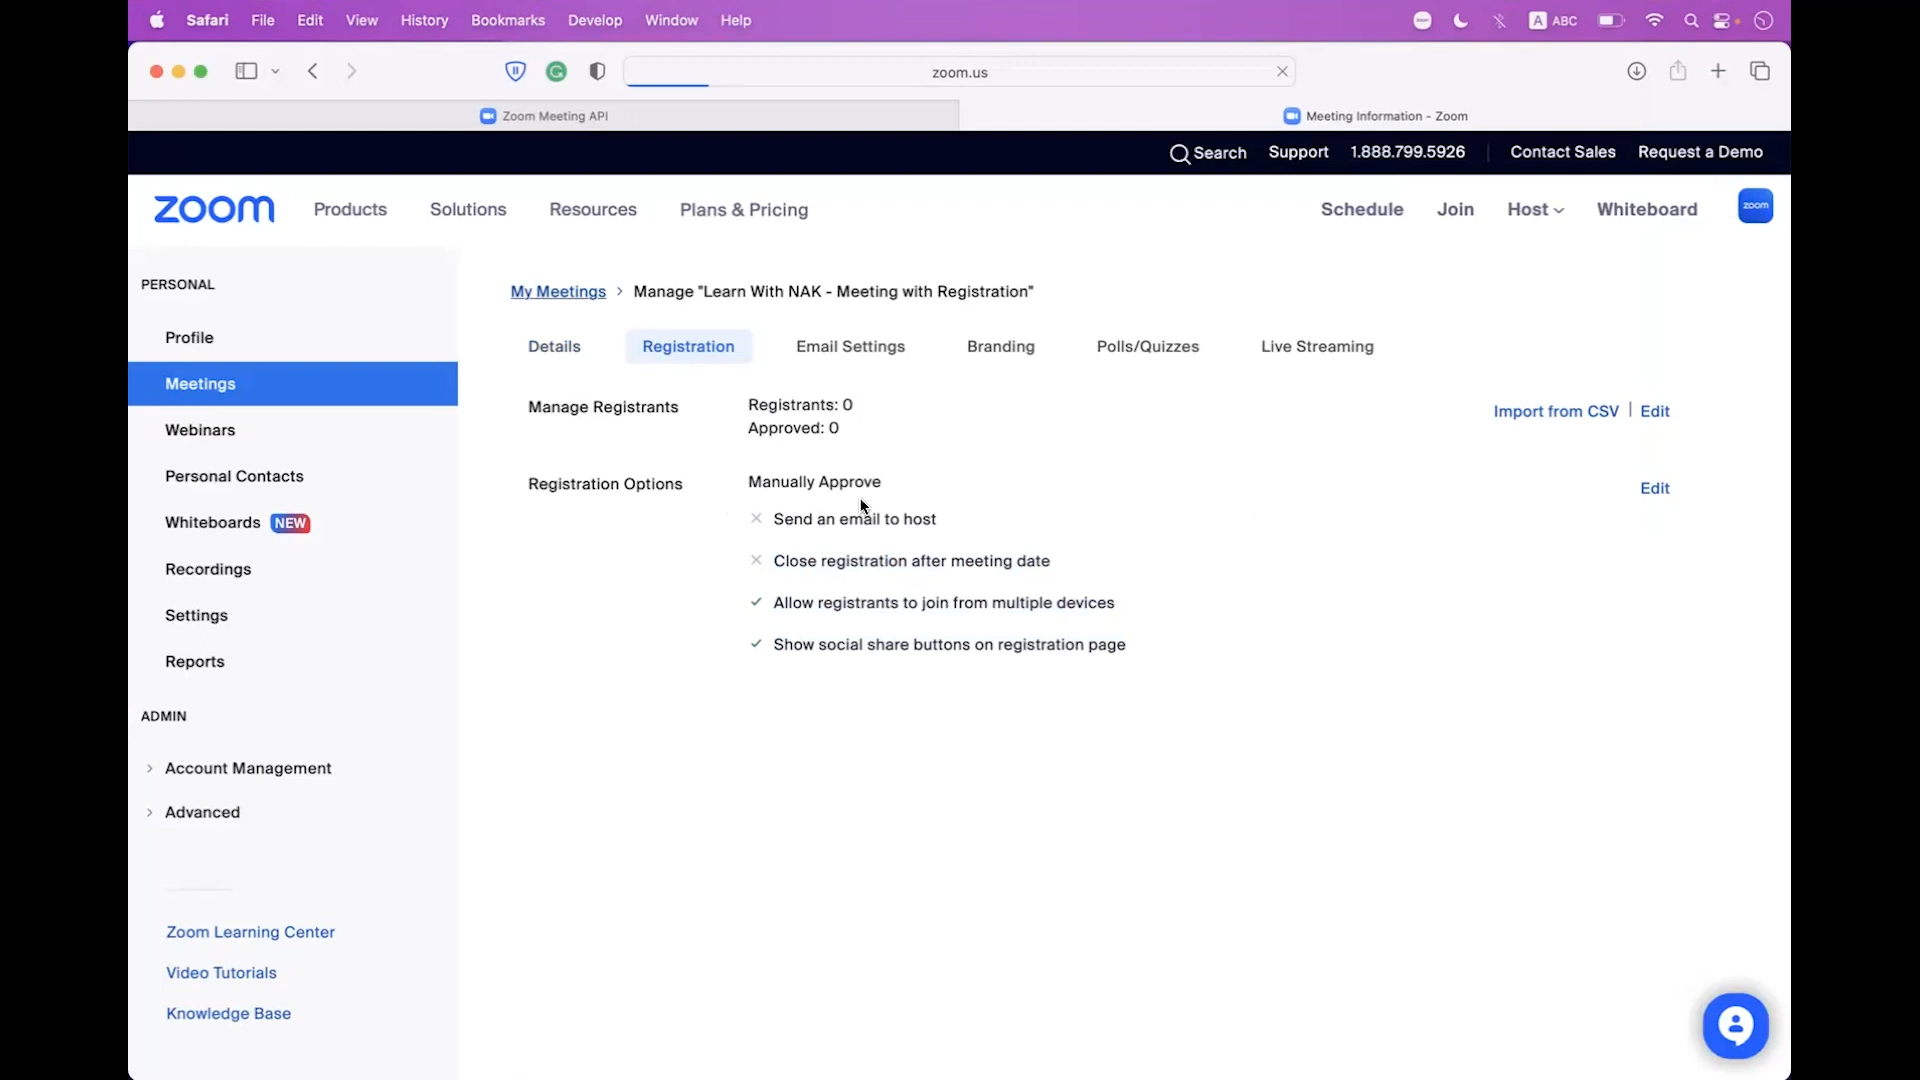 Safari File Edit View History Bookmarks Develop Window Help A ABC
zoom.us
Zoom Meeting API Meeting Information - Zoom
Search Support 1.888.799.5926 Contact Sales Request a Demo
zoom Products Solutions Resources Plans & Pricing Schedule Join Host Whiteboard zoom
PERSONAL
Profile
Meetings
Webinars
Personal Contacts
Whiteboards NEW
Recordings
Settings
Reports
ADMIN
Account Management
Advanced
Zoom Learning Center
Video Tutorials
Knowledge Base
My Meetings > Manage "Learn With NAK - Meeting with Registration"
Details Registration Email Settings Branding Polls/Quizzes Live Streaming
Manage Registrants Registrants: 0 Import from CSV | Edit
Approved: 0
Registration Options Manually Approve Edit
Send an email to host
Close registration after meeting date
Allow registrants to join from multiple devices
Show social share buttons on registration page